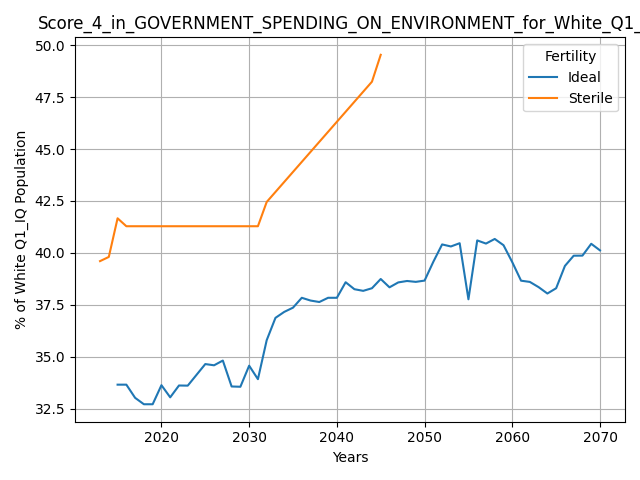 Score_4_in_GOVERNMENT_SPENDING_ON_ENVIRONMENT_for_White_Q1_
50.0
47.5
45.0
42.5
40.0
37.5
35.0
32.5
% of White Q1_IQ Population
Fertility
Ideal
Sterile
2020 2030 2040 2050 2060 2070
Years